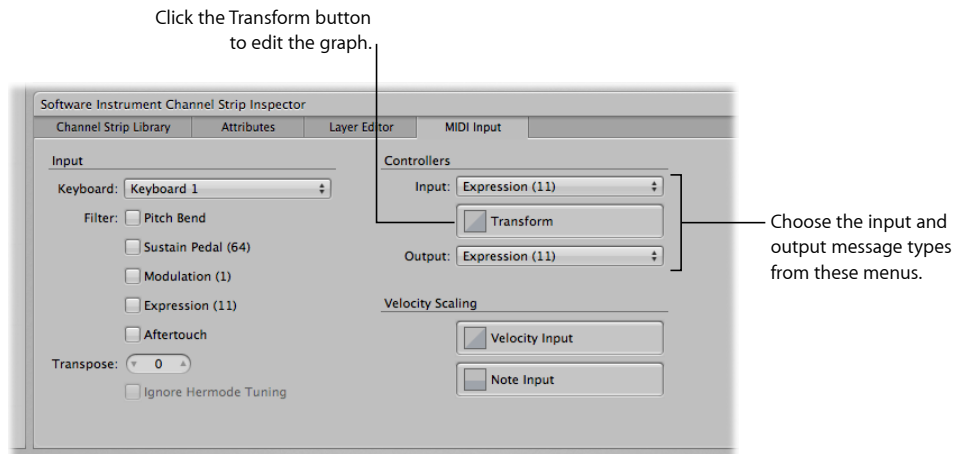 Click the Transform button
to edit the graph.
Software Instrument Channel Strip Inspector
Channel Strip Library
Attributes
Layer Editor
MIDI Input
Input
Keyboard: Keyboard 1
Filter: Pitch Bend
Sustain Pedal (64)
Modulation (1)
Expression (11)
Aftertouch
Transpose: 0
Ignore Hermode Tuning
Controllers
Input: Expression (11)
Transform
Output: Expression (11)
Velocity Scaling
Velocity Input
Note Input
Choose the input and
output message types
from these menus.